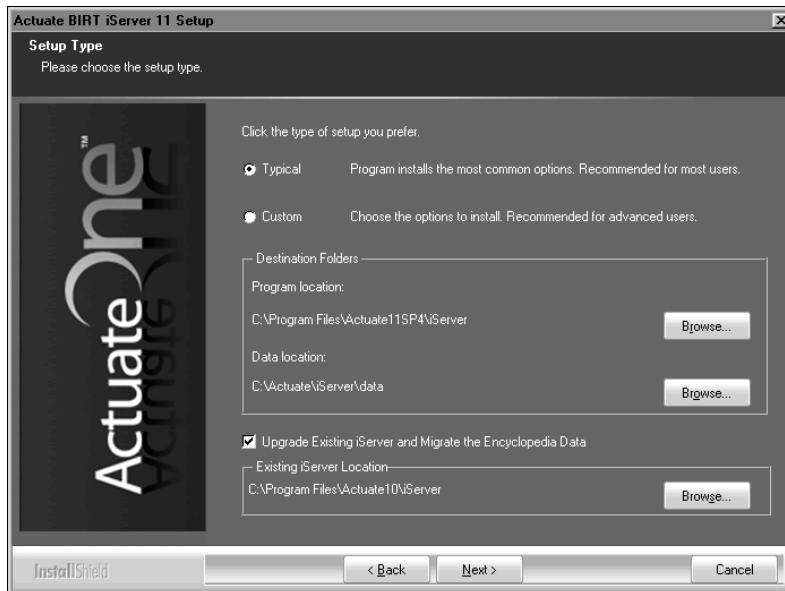 Actuate BIRT iServer 11 Setup
Setup Type
Please choose the setup type.
ActuateOne™
Click the type of setup you prefer.
Typical Program installs the most common options. Recommended for most users.
Custom Choose the options to install. Recommended for advanced users.
Destination Folders
Program location:
C:\Program Files\Actuate11SP4\iServer
Browse...
Data location:
C:\Actuate\iServer\data
Browse...
Upgrade Existing iServer and Migrate the Encyclopedia Data
Existing iServer Location
C:\Program Files\Actuate10\iServer
Browse...
InstallShield
< Back
Next >
Cancel